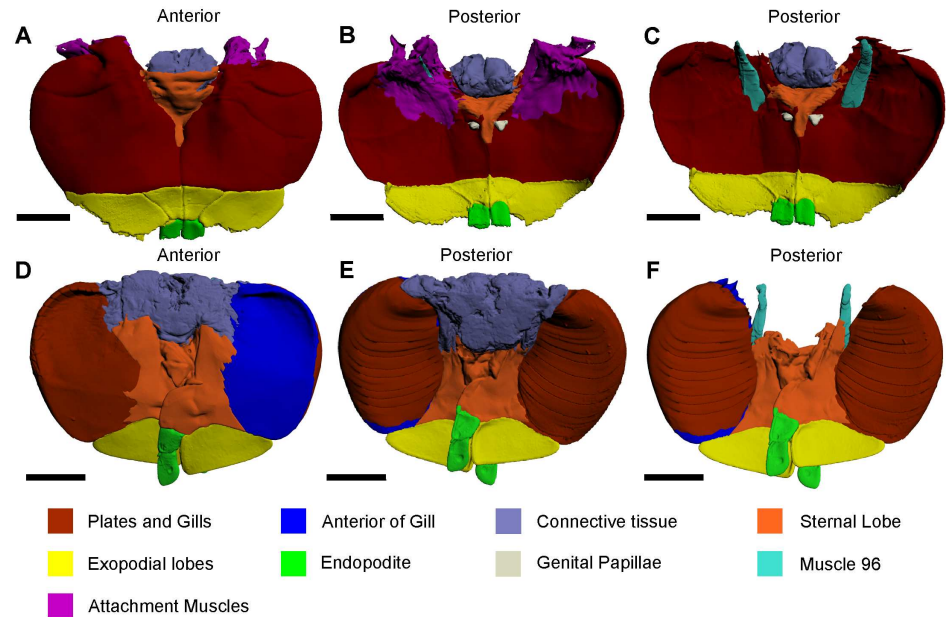 Anterior Posterior Posterior
A B C
Anterior Posterior Posterior
D E F
Plates and Gills Anterior of Gill Connective tissue Sternal Lobe
Exopodial lobes Endopodite Genital Papillae Muscle 96
Attachment Muscles